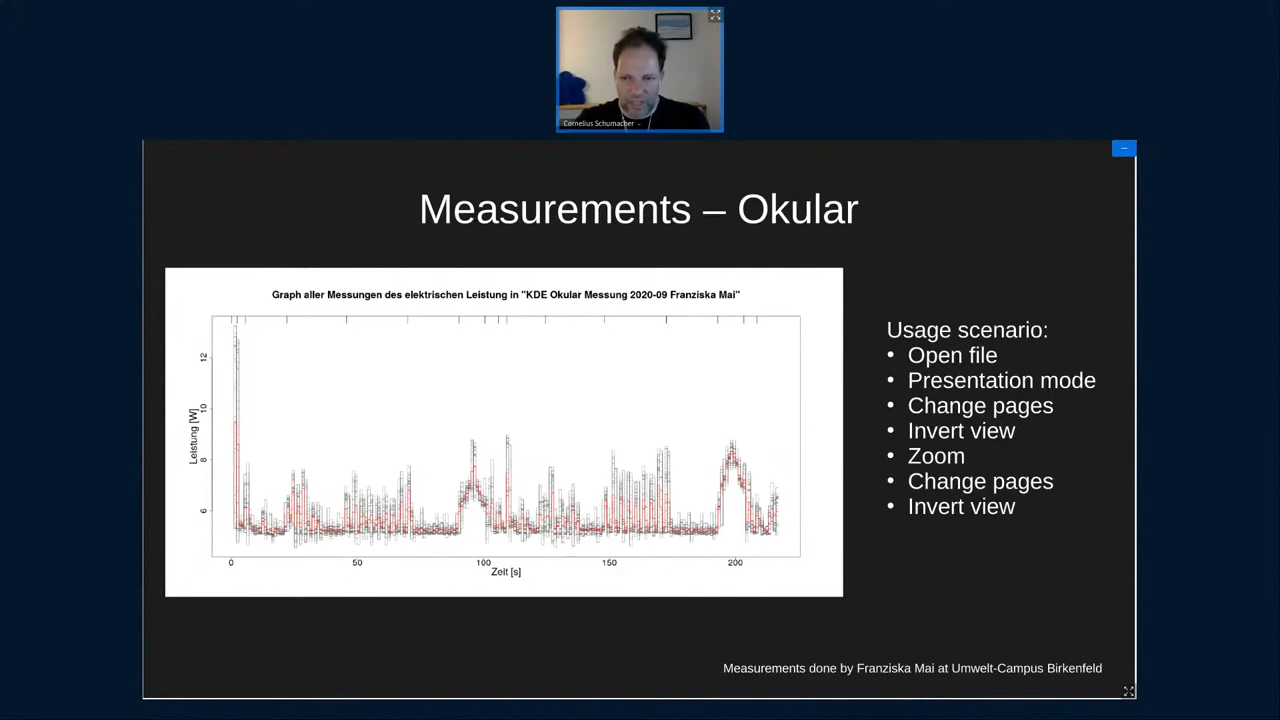 Cornelius Schumacher
Measurements – Okular
Graph aller Messungen des elektrischen Leistung in "KDE Okular Messung 2020-09 Franziska Mai"
Leistung [W]
12
10
8
6
0 50 100 150 200
Zeit [s]
Usage scenario:
• Open file
• Presentation mode
• Change pages
• Invert view
• Zoom
• Change pages
• Invert view
Measurements done by Franziska Mai at Umwelt-Campus Birkenfeld